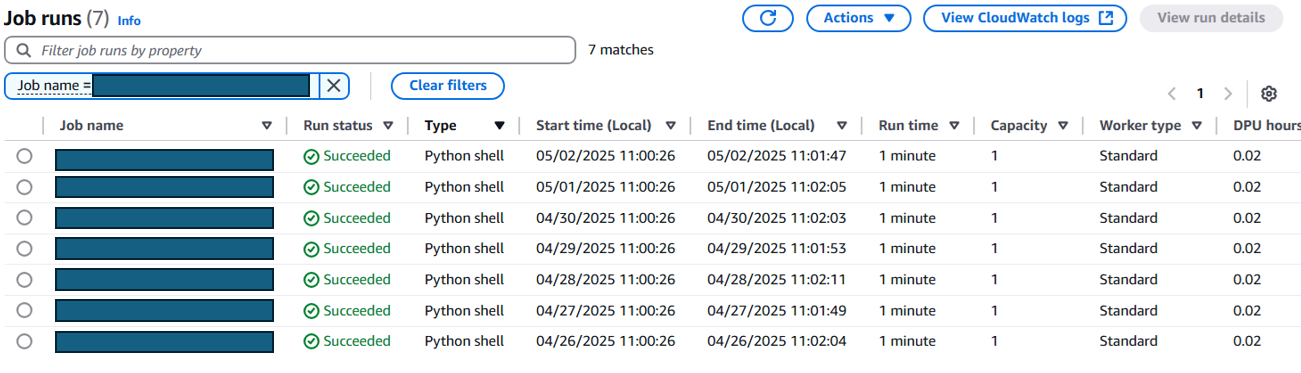 Job runs (7) Info Actions View CloudWatch logs View run details
Filter job runs by property 7 matches
Job name = Clear filters 1
Job name Run status Type Start time (Local) End time (Local) Run time Capacity Worker type DPU hours
Succeeded Python shell 05/02/2025 11:00:26 05/02/2025 11:01:47 1 minute 1 Standard 0.02
Succeeded Python shell 05/01/2025 11:00:26 05/01/2025 11:02:05 1 minute 1 Standard 0.02
Succeeded Python shell 04/30/2025 11:00:26 04/30/2025 11:02:03 1 minute 1 Standard 0.02
Succeeded Python shell 04/29/2025 11:00:26 04/29/2025 11:01:53 1 minute 1 Standard 0.02
Succeeded Python shell 04/28/2025 11:00:26 04/28/2025 11:02:11 1 minute 1 Standard 0.02
Succeeded Python shell 04/27/2025 11:00:26 04/27/2025 11:01:49 1 minute 1 Standard 0.02
Succeeded Python shell 04/26/2025 11:00:26 04/26/2025 11:02:04 1 minute 1 Standard 0.02